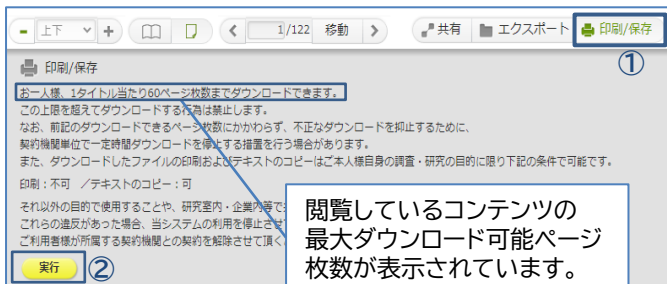 - 上下 + 1/122 移動 共有 エクスポート 印刷/保存
①
印刷/保存
お一人様、1タイトル当たり60ページ枚数までダウンロードできます。
この上限を超えてダウンロードする行為は禁止します。
なお、前記のダウンロードできるページ枚数にかかわらず、不正なダウンロードを抑止するために、
契約機関単位で一定時間ダウンロードを停止する措置を行う場合があります。
また、ダウンロードしたファイルの印刷およびテキストのコピーはご本人様自身の調査・研究の目的に限り下記の条件で可能です。
印刷:不可 /テキストのコピー:可
それ以外の目的で使用することや、研究室内・企業内等で
これらの違反があった場合、当システムの利用を停止させ
ご利用者様が所属する契約機関との契約を解除させて頂く
実行 ②
閲覧しているコンテンツの
最大ダウンロード可能ページ
枚数が表示されています。